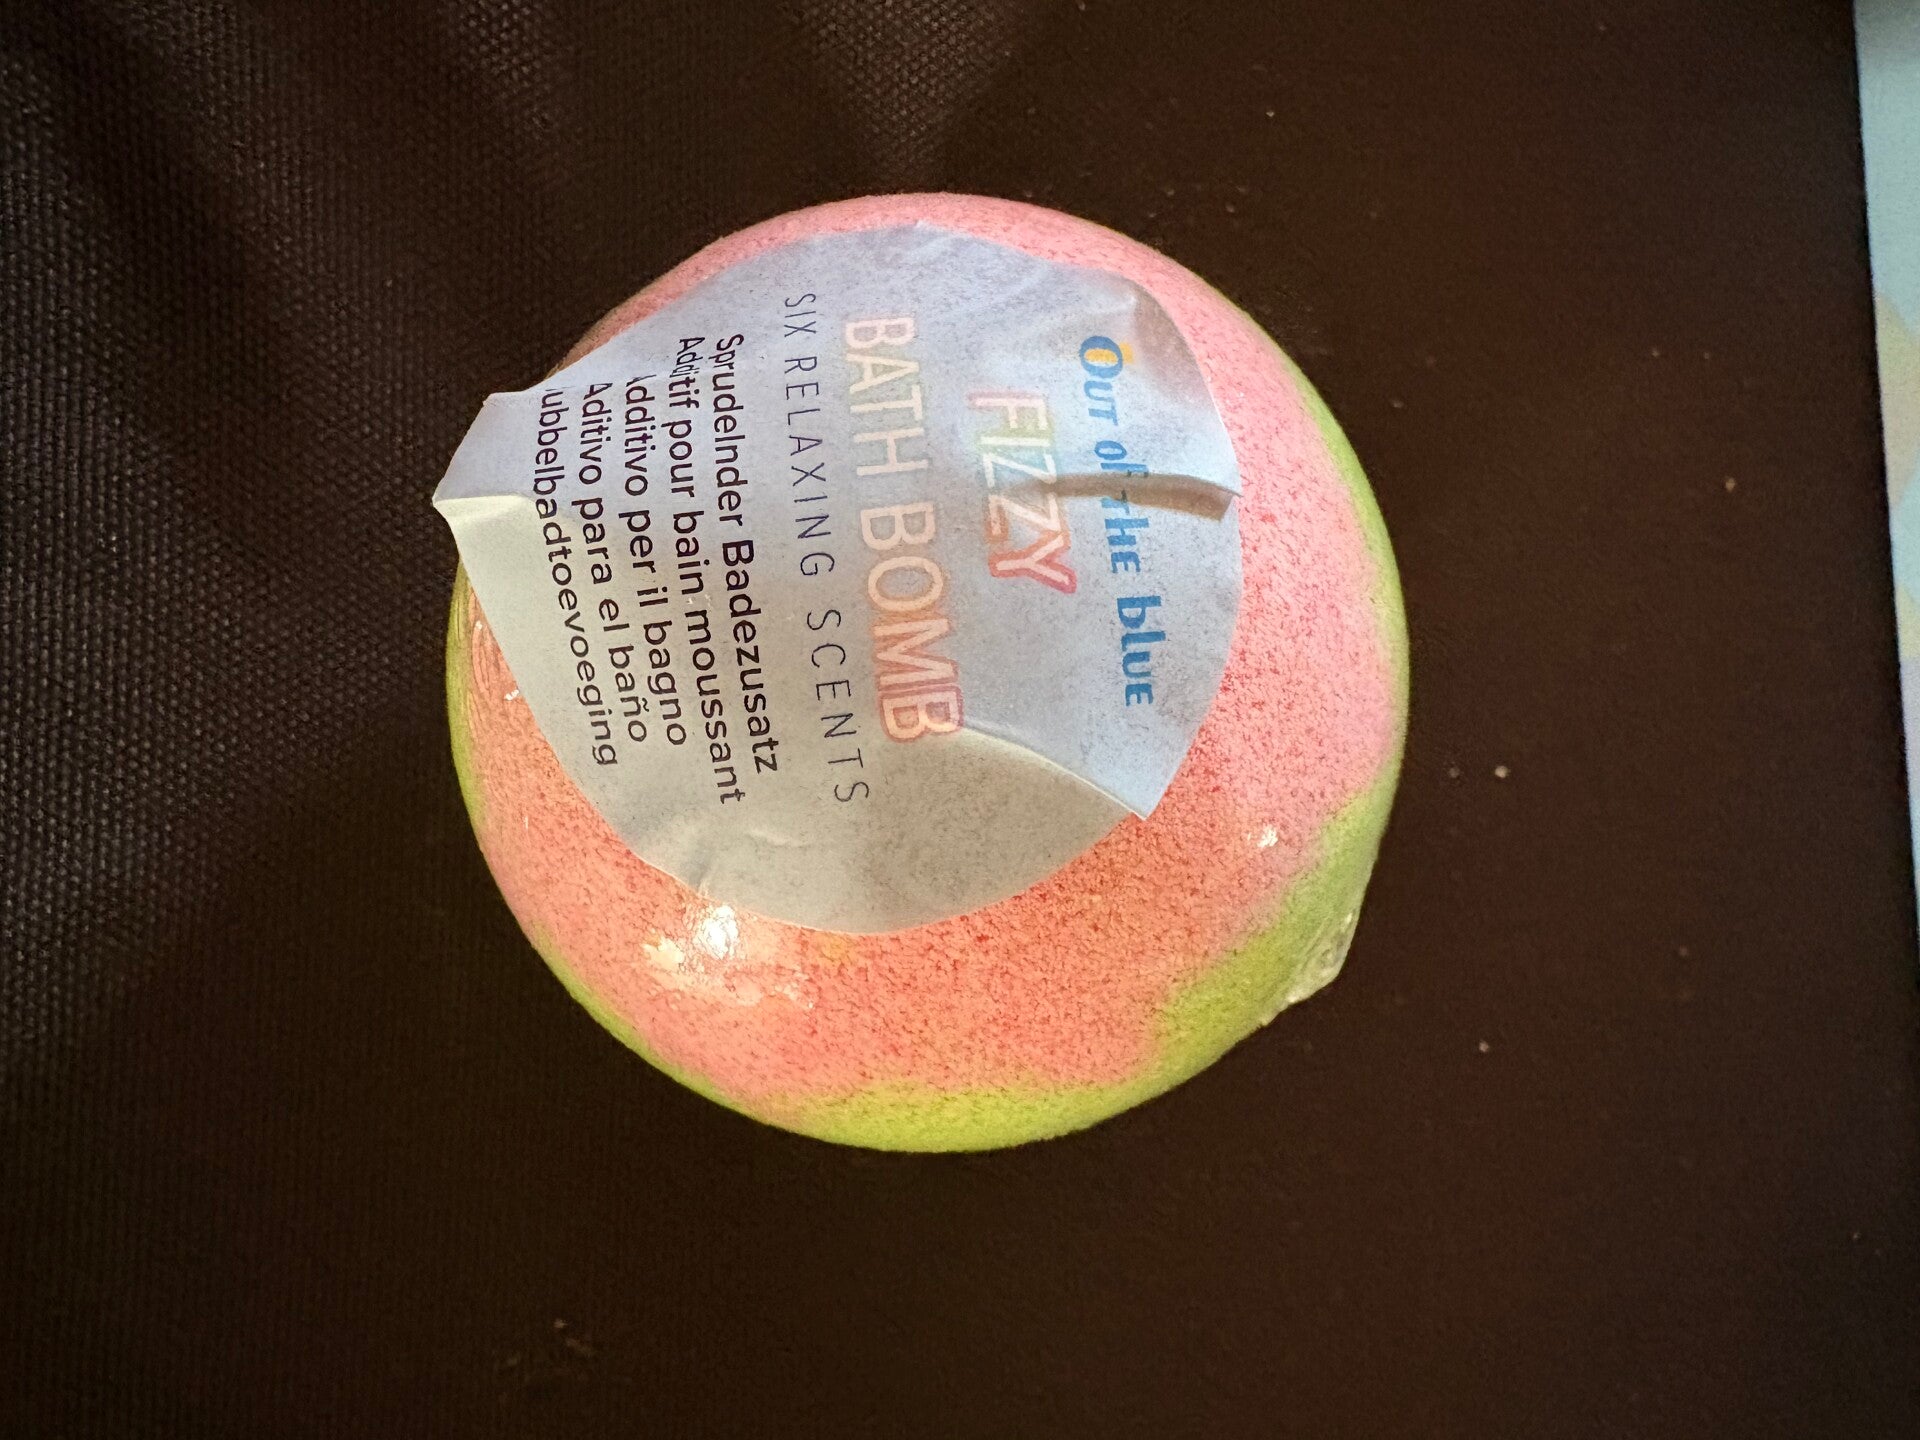 Out of the blue
FIZZY
BATH BOMB
SIX RELAXING SCENTS
Sprudelnder Badezusatz
Additif pour bain moussant
Additivo per il bagno
Aditivo para el baño
ubbelbadtoevoeging